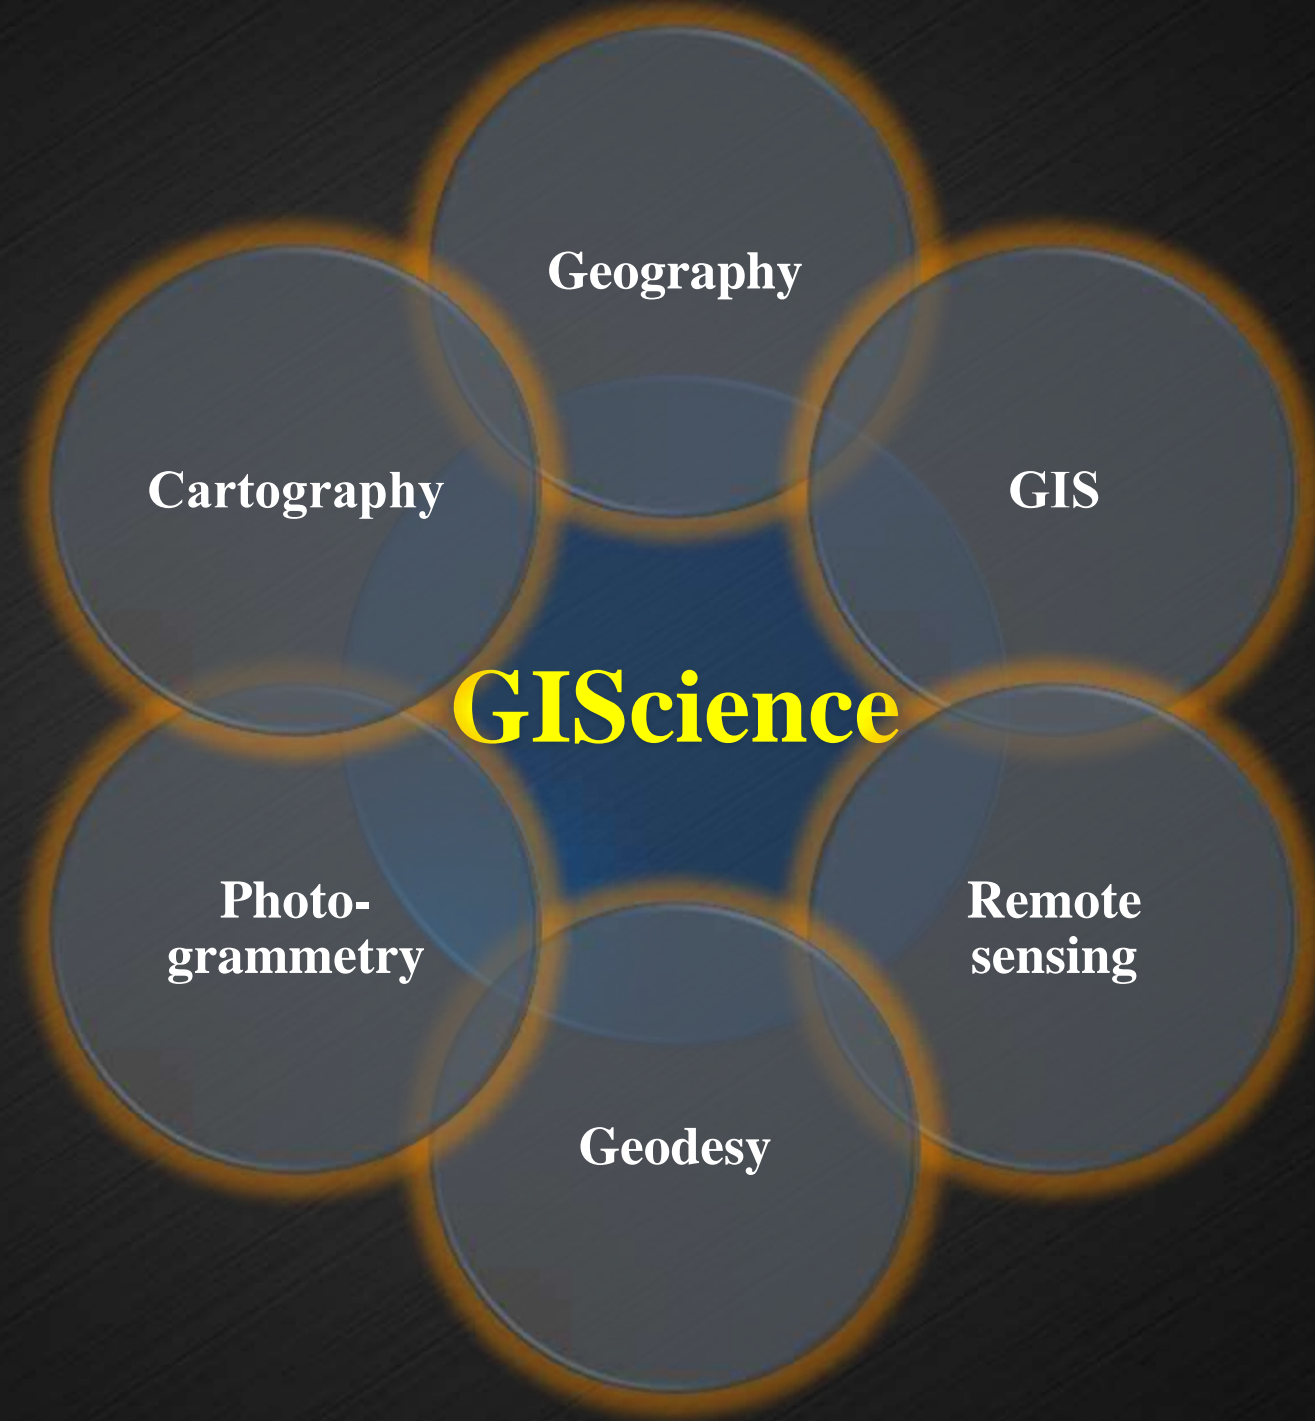 Geography
Cartography
GIS
GIScience
Photo-
grammetry
Remote
sensing
Geodesy